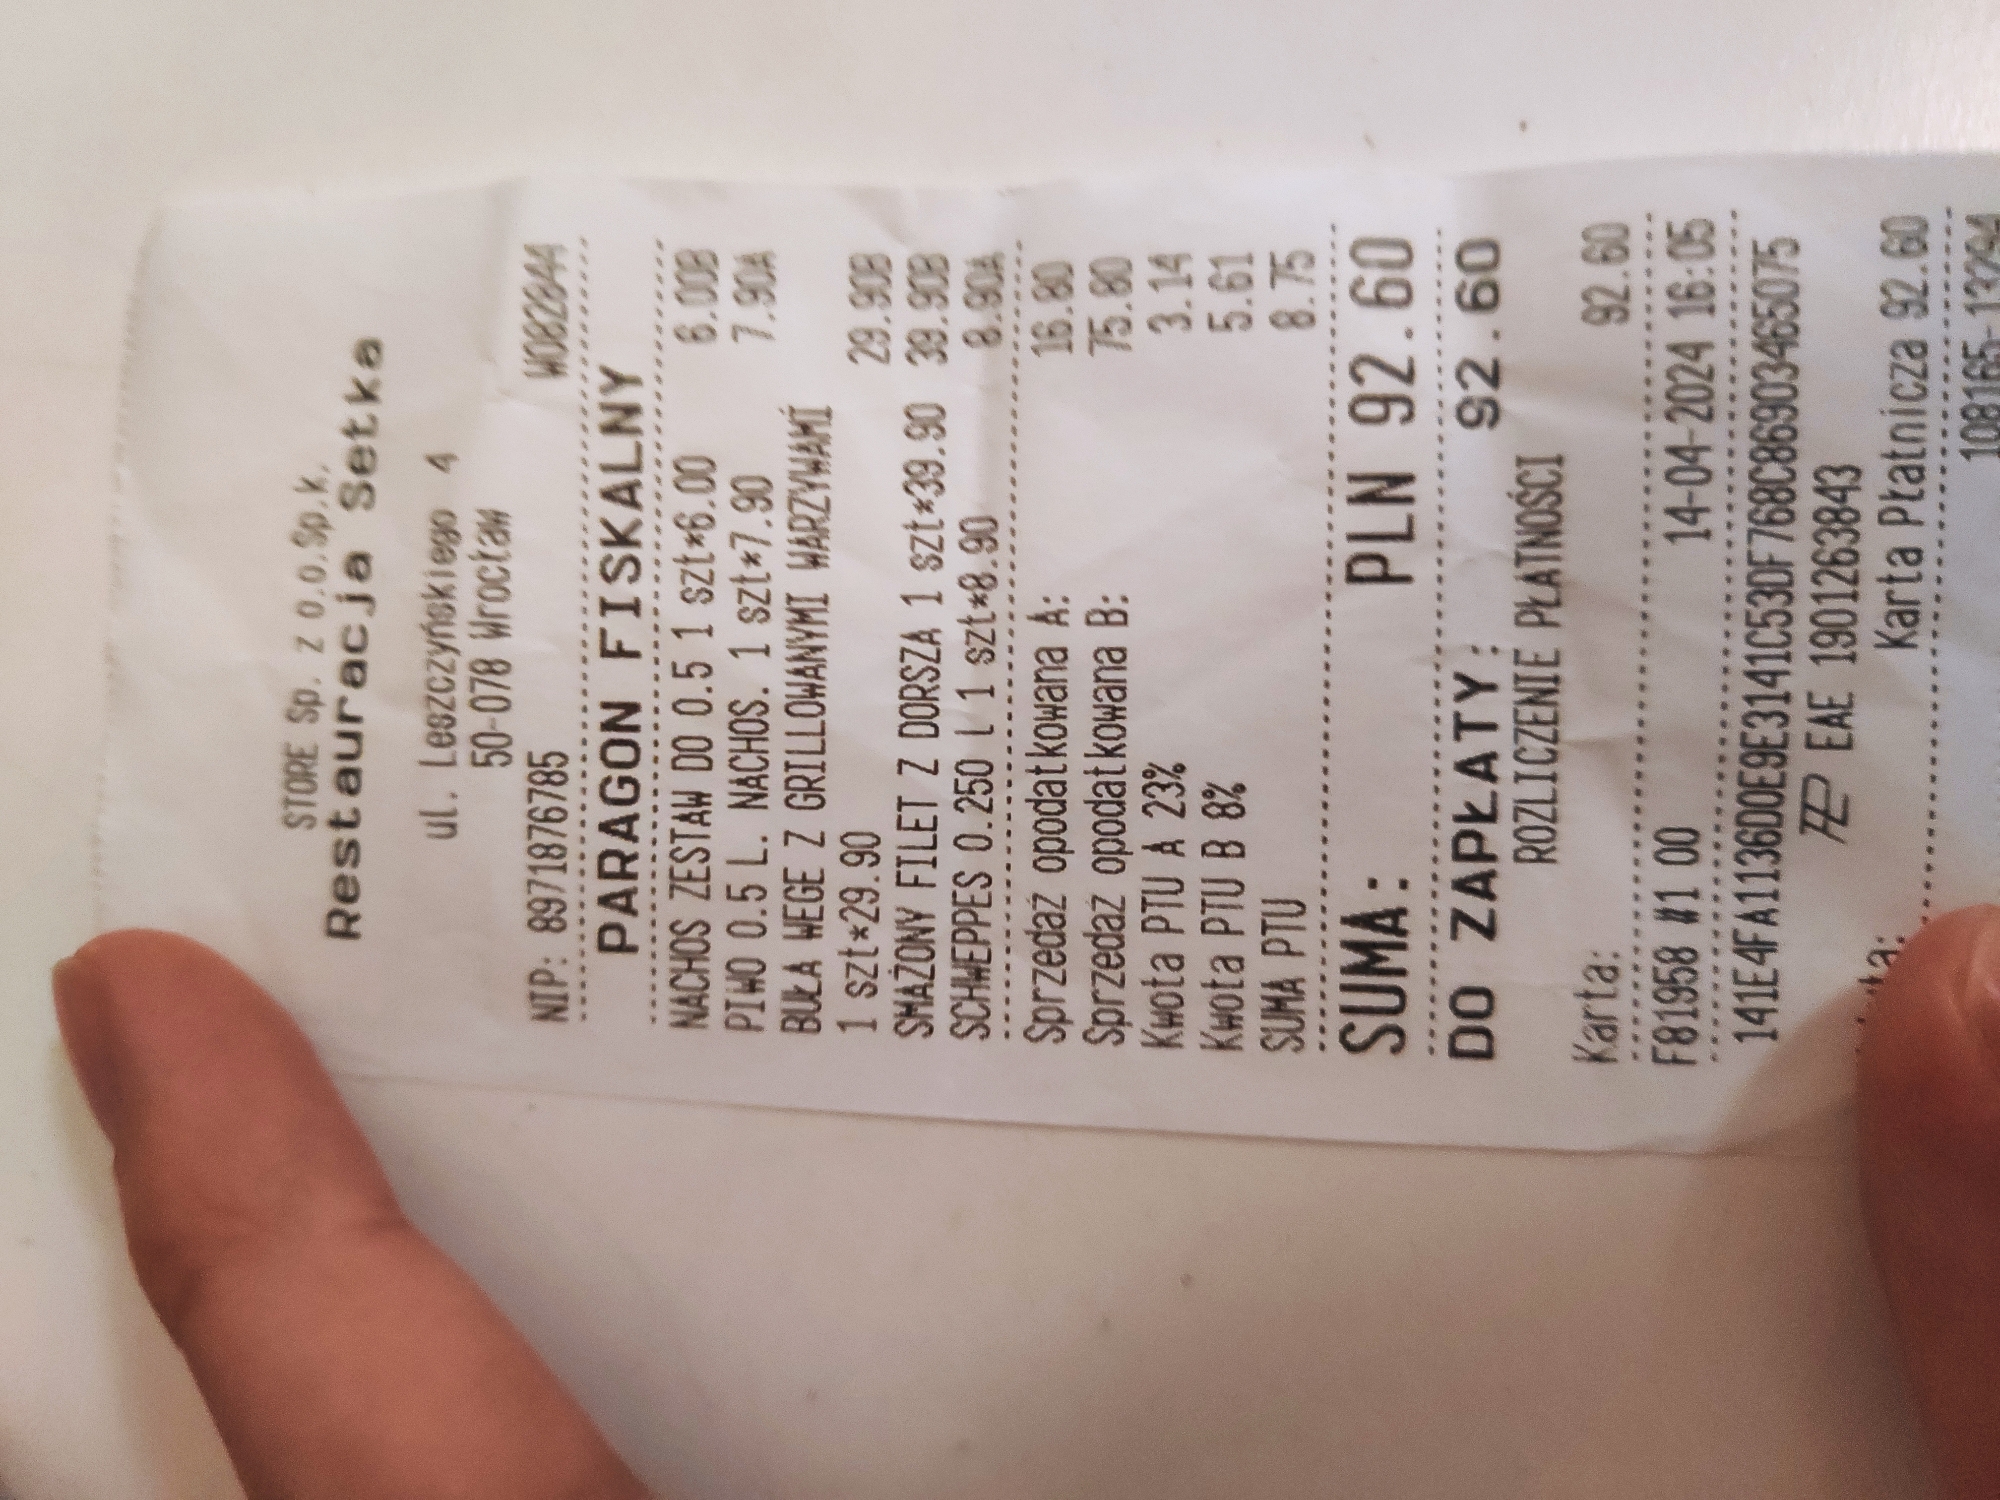 STORE Sp. z o.o.Sp.k.
Restauracja Setka
ul. Leszczyńskiego 4
50-078 Wrocław
NIP: 8971876785 W082844
PARAGON FISKALNY
NACHOS ZESTAW DO 0.5 1 szt*6.00 6.00B
PIWO 0.5 L. NACHOS. 1 szt*7.90 7.90A
BUŁA WEGE Z GRILLOWANYMI WARZYWAMI
1 szt*29.90 29.90B
SMAŻONY FILET Z DORSZA 1 szt*39.90 39.90B
SCHWEPPES 0.250 l 1 szt*8.90 8.90A
Sprzedaż opodatkowana A: 16.80
Sprzedaż opodatkowana B: 75.80
Kwota PTU A 23% 3.14
Kwota PTU B 8% 5.61
SUMA PTU 8.75
SUMA: PLN 92.60
DO ZAPŁATY: 92.60
ROZLICZENIE PŁATNOŚCI
Karta: 92.60
F81958 #1 00 14-04-2024 16:05
141E4FA1136D0E9E3141C53DF768C86903465075
EAE 1901263843
Karta Płatnicza 92.60
108165-13294